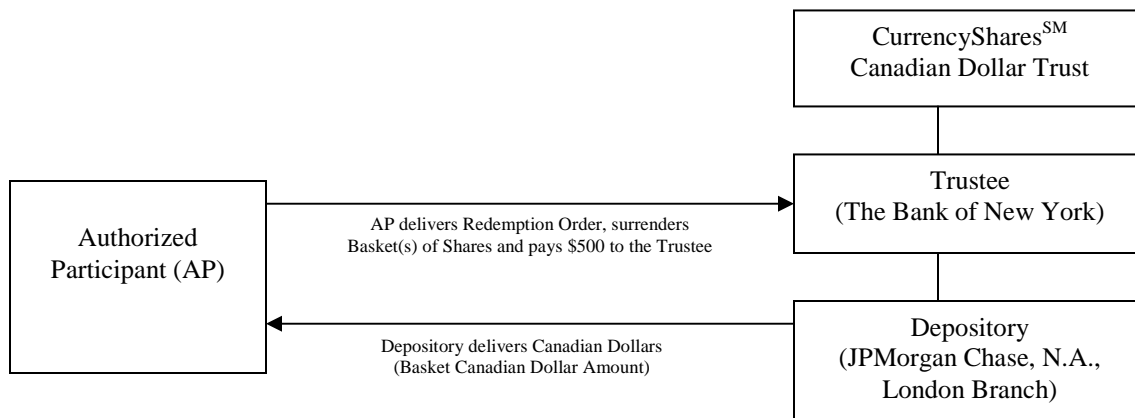 CurrencyShares℠
Canadian Dollar Trust
Trustee
(The Bank of New York)
Authorized
Participant (AP)
AP delivers Redemption Order, surrenders
Basket(s) of Shares and pays $500 to the Trustee
Depository delivers Canadian Dollars
(Basket Canadian Dollar Amount)
Depository
(JPMorgan Chase, N.A.,
London Branch)